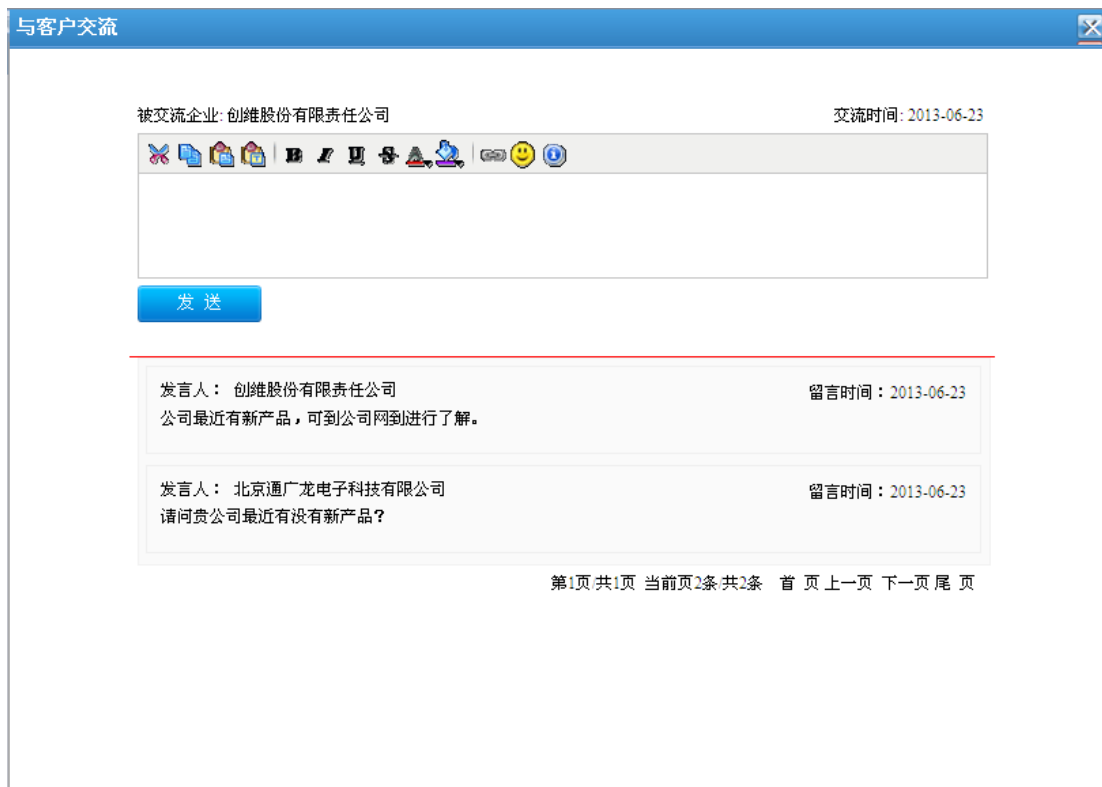 与客户交流
被交流企业: 创维股份有限责任公司 交流时间: 2013-06-23
B I U S A
发 送
发言人： 创维股份有限责任公司 留言时间：2013-06-23
公司最近有新产品，可到公司网到进行了解。
发言人： 北京通广龙电子科技有限公司 留言时间：2013-06-23
请问贵公司最近有没有新产品？
第1页/共1页 当前页2条/共2条 首 页 上一页 下一页 尾 页